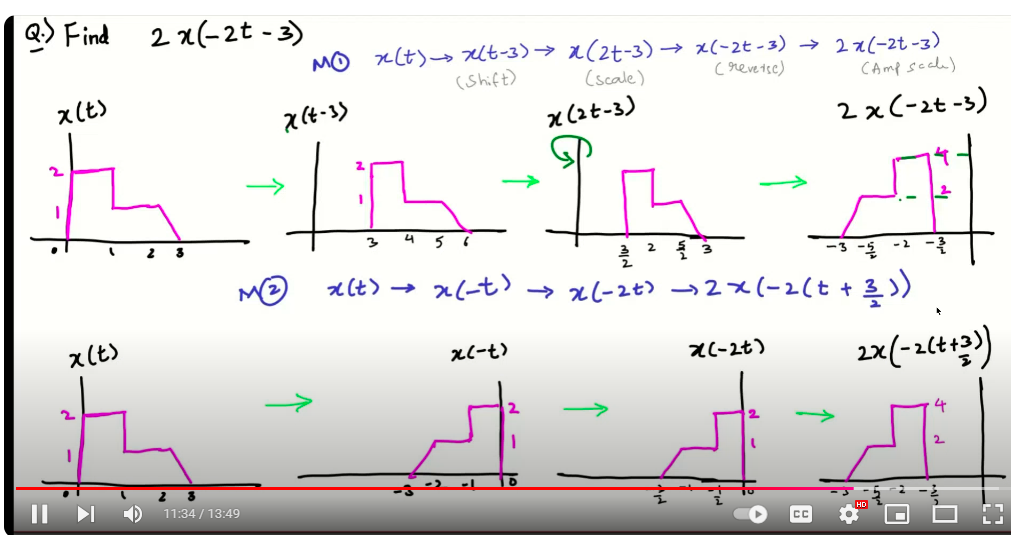 Q.) Find 2 x(-2t - 3)
M① x(t) → x(t-3) → x(2t-3) → x(-2t-3) → 2x(-2t-3)
(Shift) (scale) (reverse) (Amp scale)
x(t) x(t-3) x(2t-3) 2 x(-2t-3)
2 2 4
1 1 2
0 1 2 3 3 4 5 6 3/2 2 5/2 3 -3 -5/2 -2 -3/2
M② x(t) → x(-t) → x(-2t) → 2 x(-2(t + 3/2))
x(t) x(-t) x(-2t) 2x(-2(t+3/2))
2 2 2 4
1 1 1 2
0 1 2 3 -3 -2 -1 0 -1/2 0 -3 -5/2 -2 -3/2
11:34 / 13:49 CC HD